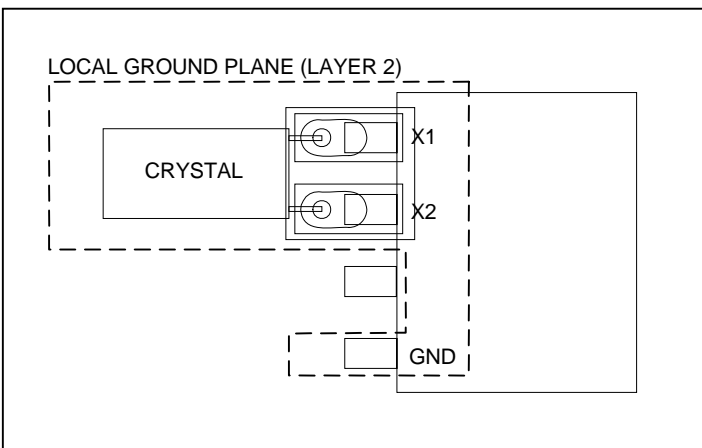 LOCAL GROUND PLANE (LAYER 2)
X1
CRYSTAL
X2
GND